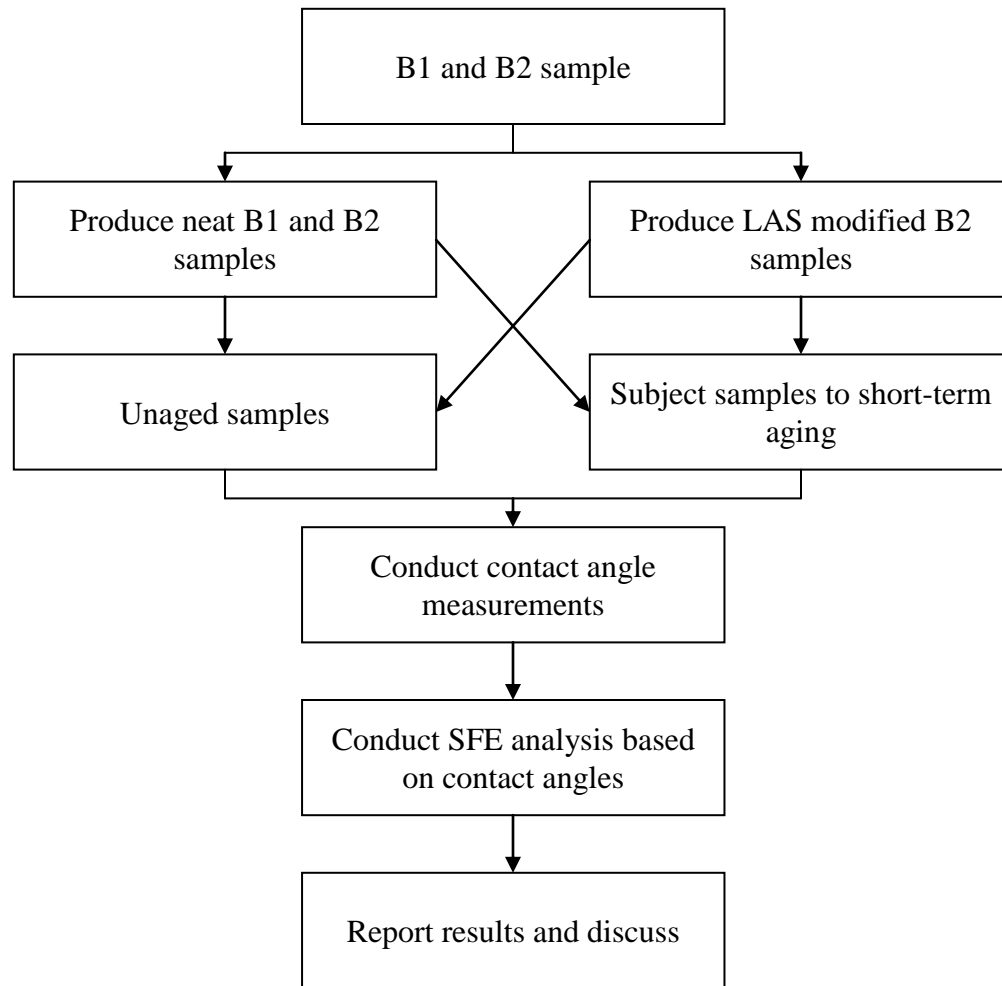 B1 and B2 sample
Produce neat B1 and B2
samples
Produce LAS modified B2
samples
Unaged samples
Subject samples to short-term
aging
Conduct contact angle
measurements
Conduct SFE analysis based
on contact angles
Report results and discuss